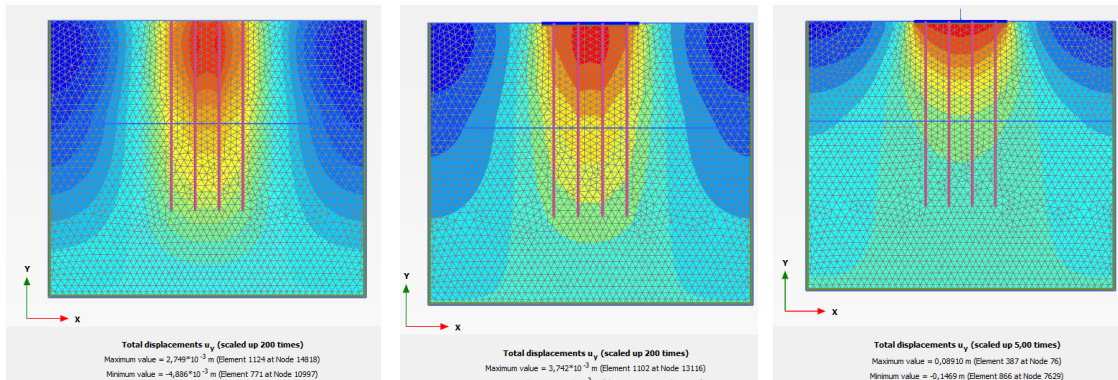 Y
X
Total displacements uy (scaled up 200 times)
Maximum value = 2,749*10-3 m (Element 1124 at Node 14818)
Minimum value = -4,886*10-3 m (Element 771 at Node 10997)
Y
X
Total displacements uy (scaled up 200 times)
Maximum value = 3,742*10-3 m (Element 1102 at Node 13116)
Y
X
Total displacements uy (scaled up 5,00 times)
Maximum value = 0,08910 m (Element 387 at Node 76)
Minimum value = -0,1469 m (Element 866 at Node 7629)